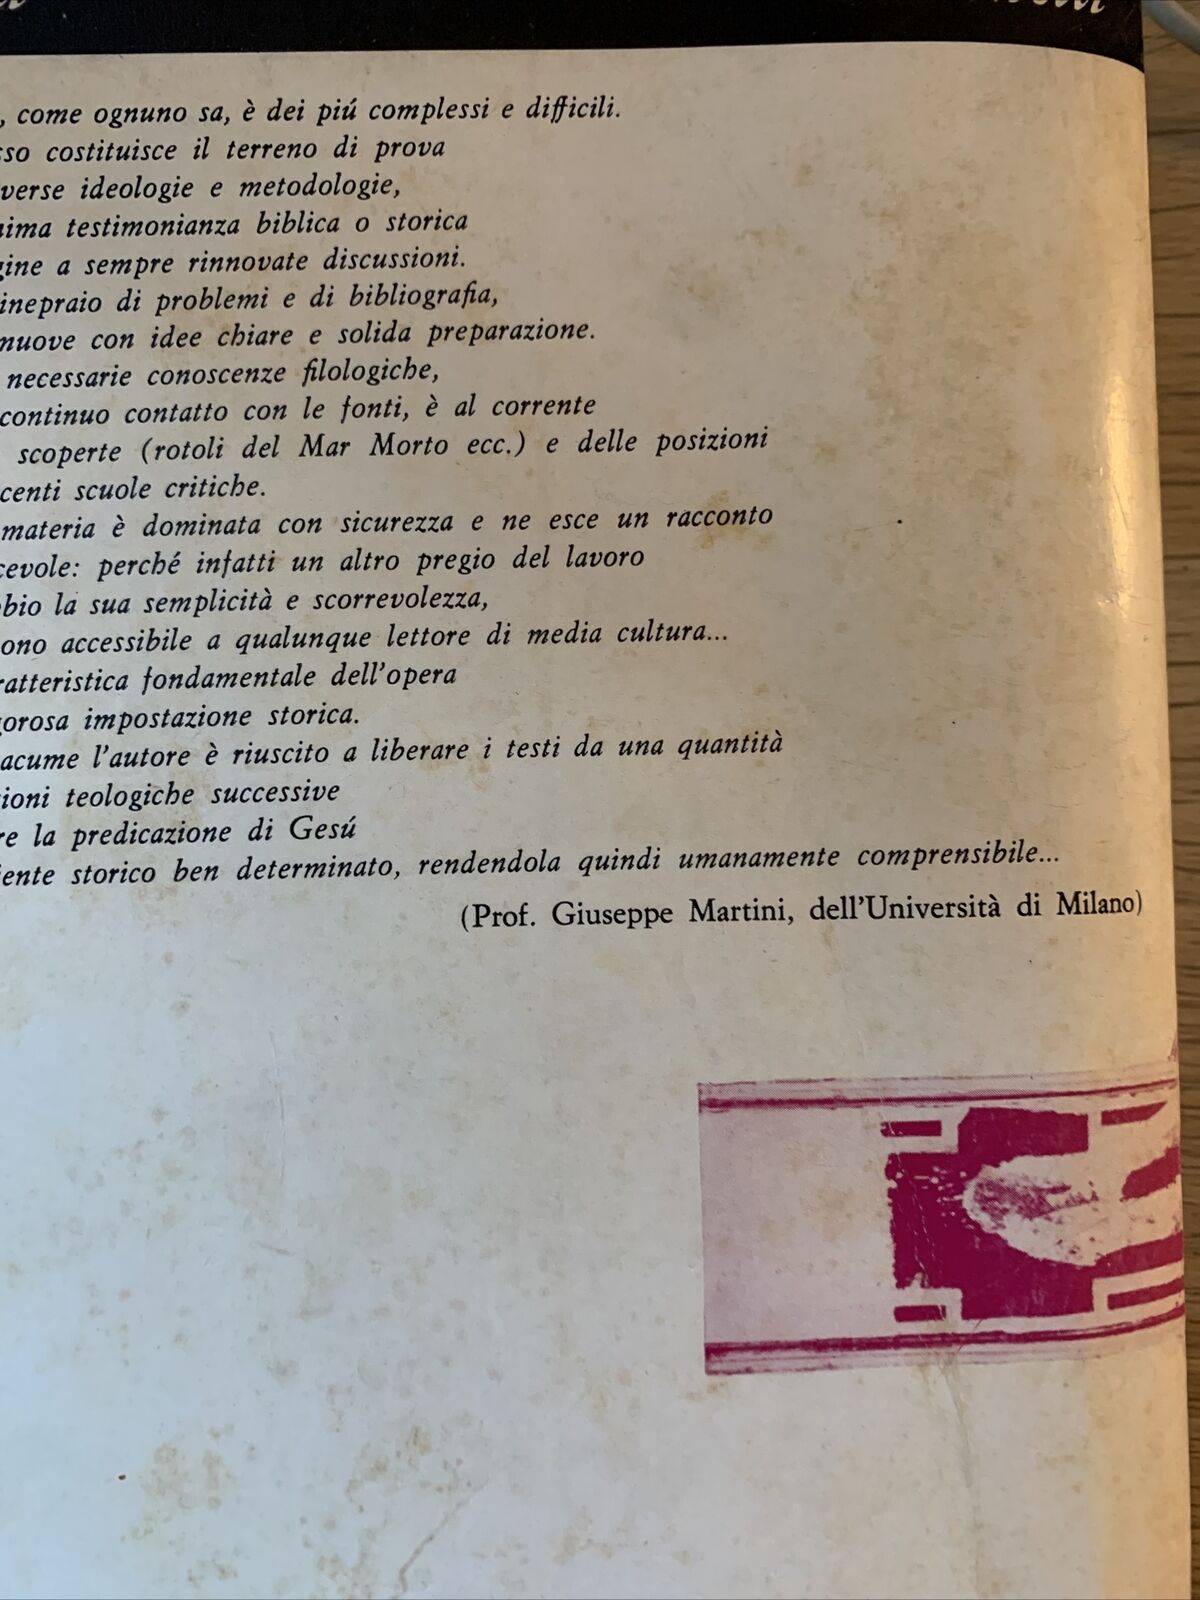 , come ognuno sa, è dei piú complessi e difficili.
sso costituisce il terreno di prova
verse ideologie e metodologie,
ima testimonianza biblica o storica
gine a sempre rinnovate discussioni.
inepraio di problemi e di bibliografia,
nuove con idee chiare e solida preparazione.
necessarie conoscenze filologiche,
continuo contatto con le fonti, è al corrente
scoperte (rotoli del Mar Morto ecc.) e delle posizioni
centi scuole critiche.
materia è dominata con sicurezza e ne esce un racconto
cevole: perché infatti un altro pregio del lavoro
bbio la sua semplicità e scorrevolezza,
ono accessibile a qualunque lettore di media cultura...
ratteristica fondamentale dell'opera
gorosa impostazione storica.
acume l'autore è riuscito a liberare i testi da una quantità
zioni teologiche successive
re la predicazione di Gesú
iente storico ben determinato, rendendola quindi umanamente comprensibile...
(Prof. Giuseppe Martini, dell'Università di Milano)